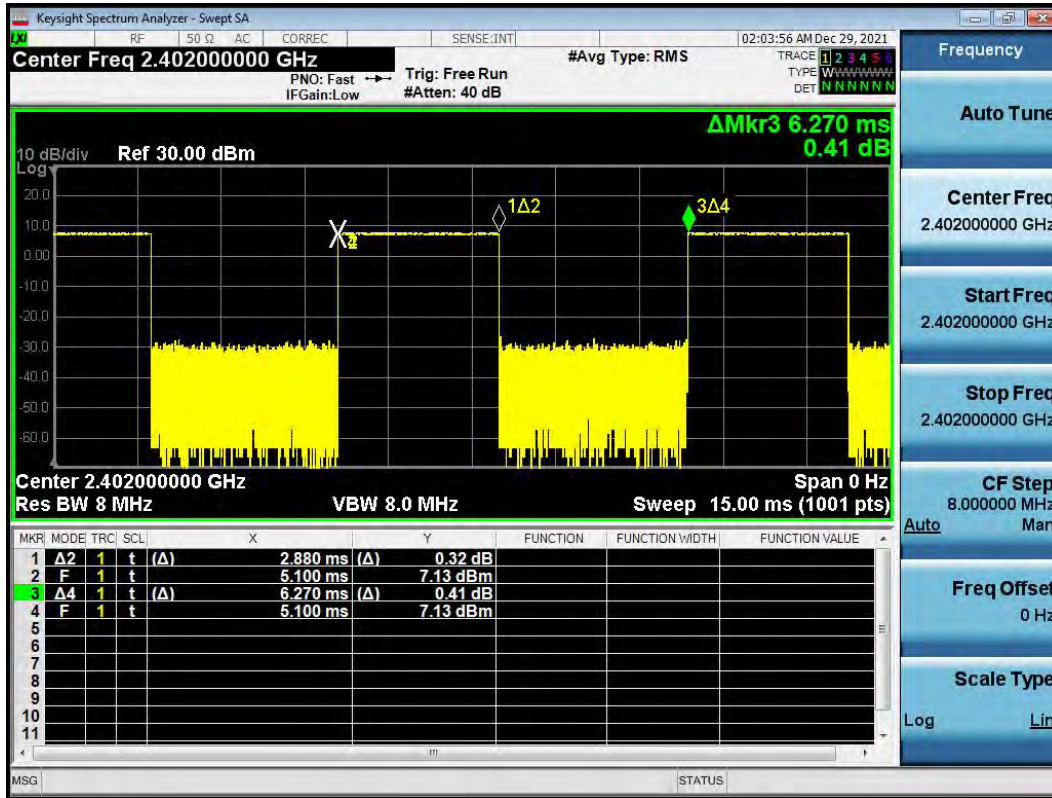 Keysight Spectrum Analyzer - Swept SA
LXI RF 50 Ω AC CORREC SENSE:INT 02:03:56 AM Dec 29, 2021
Center Freq 2.402000000 GHz
PNO: Fast
IFGain:Low
Trig: Free Run
#Atten: 40 dB
#Avg Type: RMS
TRACE 1 2 3 4 5 6
TYPE WWWWWW
DET N N N N N N
ΔMkr3 6.270 ms
0.41 dB
10 dB/div Ref 30.00 dBm
Log
20.0
10.0
0.00
-10.0
-20.0
-30.0
-40.0
-50.0
-60.0
1Δ2
3Δ4
Center 2.402000000 GHz Span 0 Hz
Res BW 8 MHz VBW 8.0 MHz Sweep 15.00 ms (1001 pts)
MKR MODE TRC SCL X Y FUNCTION FUNCTION WIDTH FUNCTION VALUE
1 Δ2 1 t (Δ) 2.880 ms (Δ) 0.32 dB
2 F 1 t 5.100 ms 7.13 dBm
3 Δ4 1 t (Δ) 6.270 ms (Δ) 0.41 dB
4 F 1 t 5.100 ms 7.13 dBm
5
6
7
8
9
10
11
MSG STATUS
Frequency
Auto Tune
Center Freq
2.402000000 GHz
Start Freq
2.402000000 GHz
Stop Freq
2.402000000 GHz
CF Step
8.000000 MHz
Auto Man
Freq Offset
0 Hz
Scale Type
Log Lin